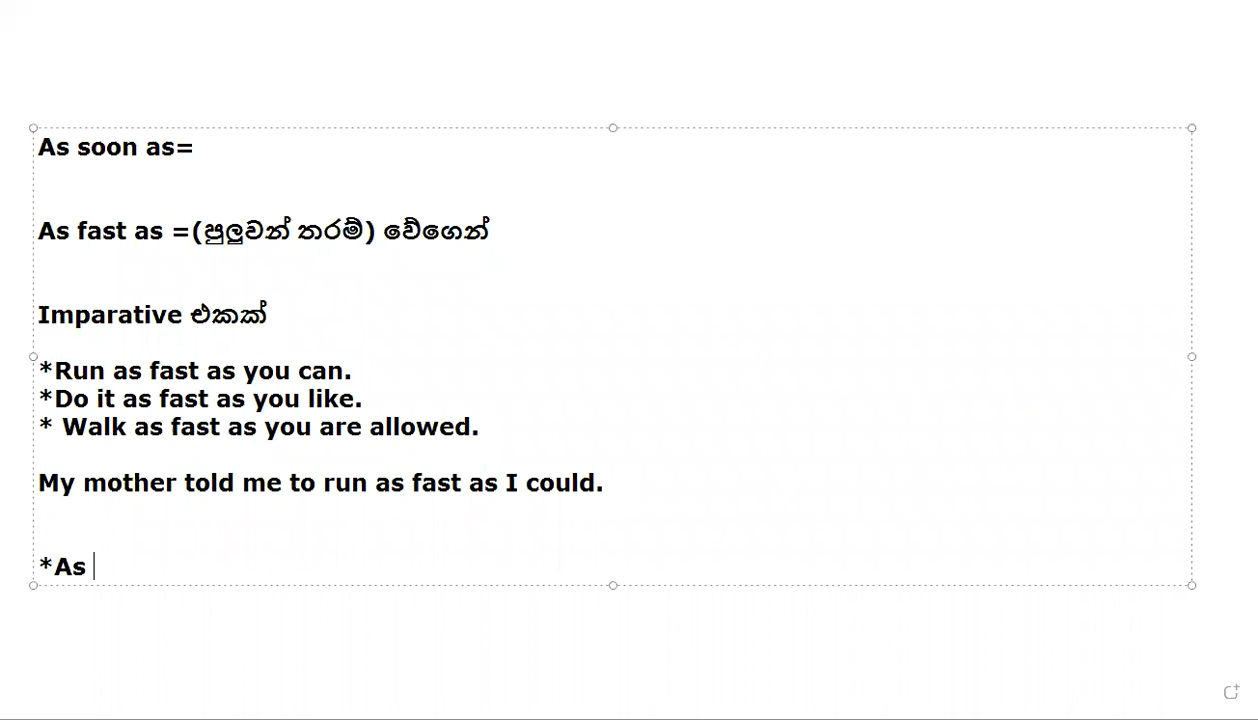 As soon as=
As fast as =(පුලුවන් තරම්) වේගෙන්
Imparative එකක්
*Run as fast as you can.
*Do it as fast as you like.
* Walk as fast as you are allowed.
My mother told me to run as fast as I could.
*As